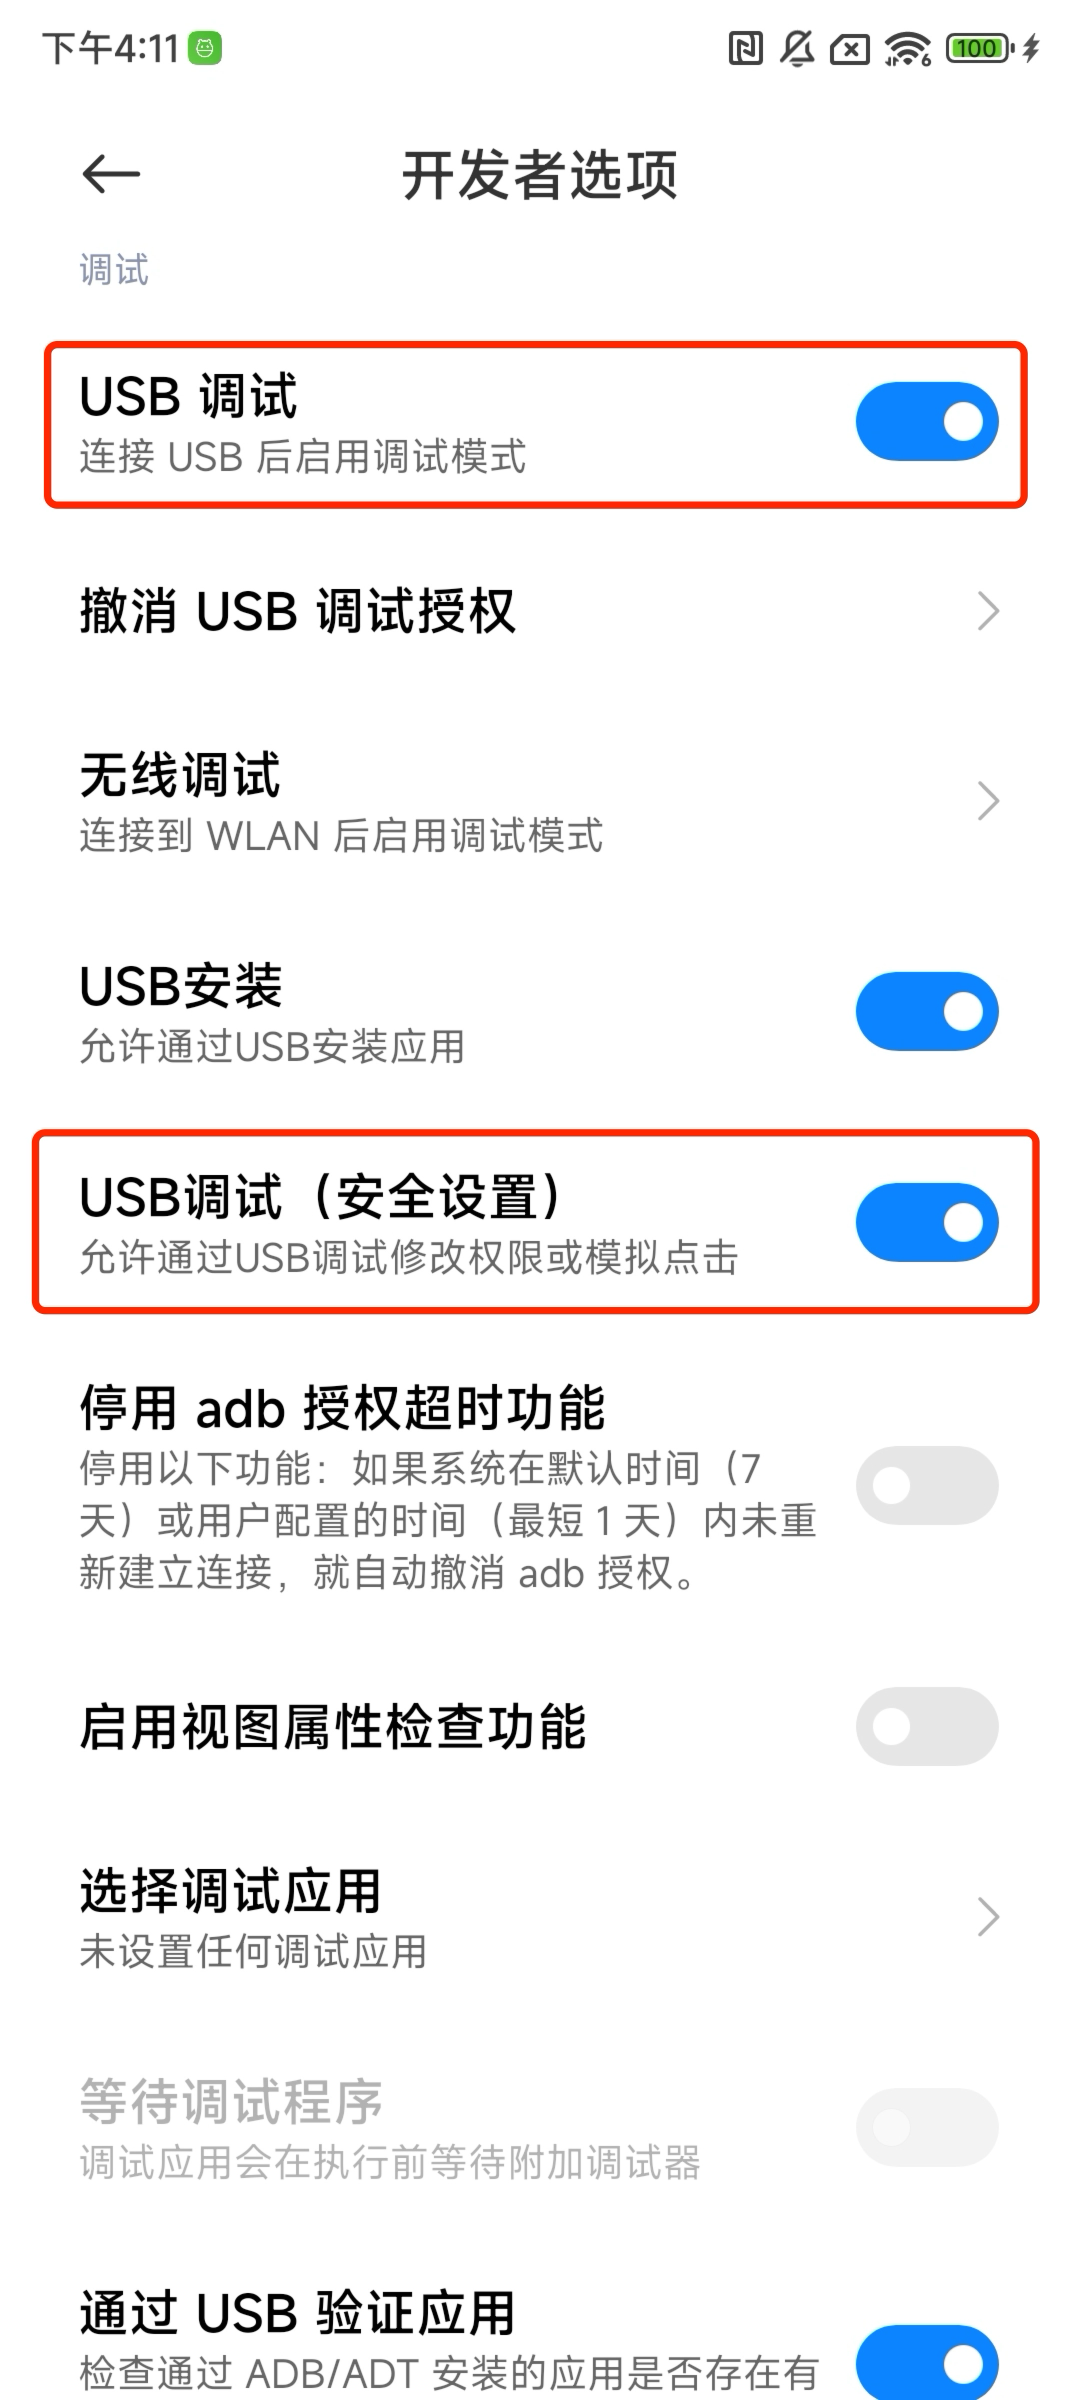 下午4:11
6
100
开发者选项
调试
USB 调试
连接 USB 后启用调试模式
撤消 USB 调试授权
无线调试
连接到 WLAN 后启用调试模式
USB安装
允许通过USB安装应用
USB调试（安全设置）
允许通过USB调试修改权限或模拟点击
停用 adb 授权超时功能
停用以下功能：如果系统在默认时间（7
天）或用户配置的时间（最短 1 天）内未重
新建立连接，就自动撤消 adb 授权。
启用视图属性检查功能
选择调试应用
未设置任何调试应用
等待调试程序
调试应用会在执行前等待附加调试器
通过 USB 验证应用
检查通过 ADB/ADT 安装的应用是否存在有